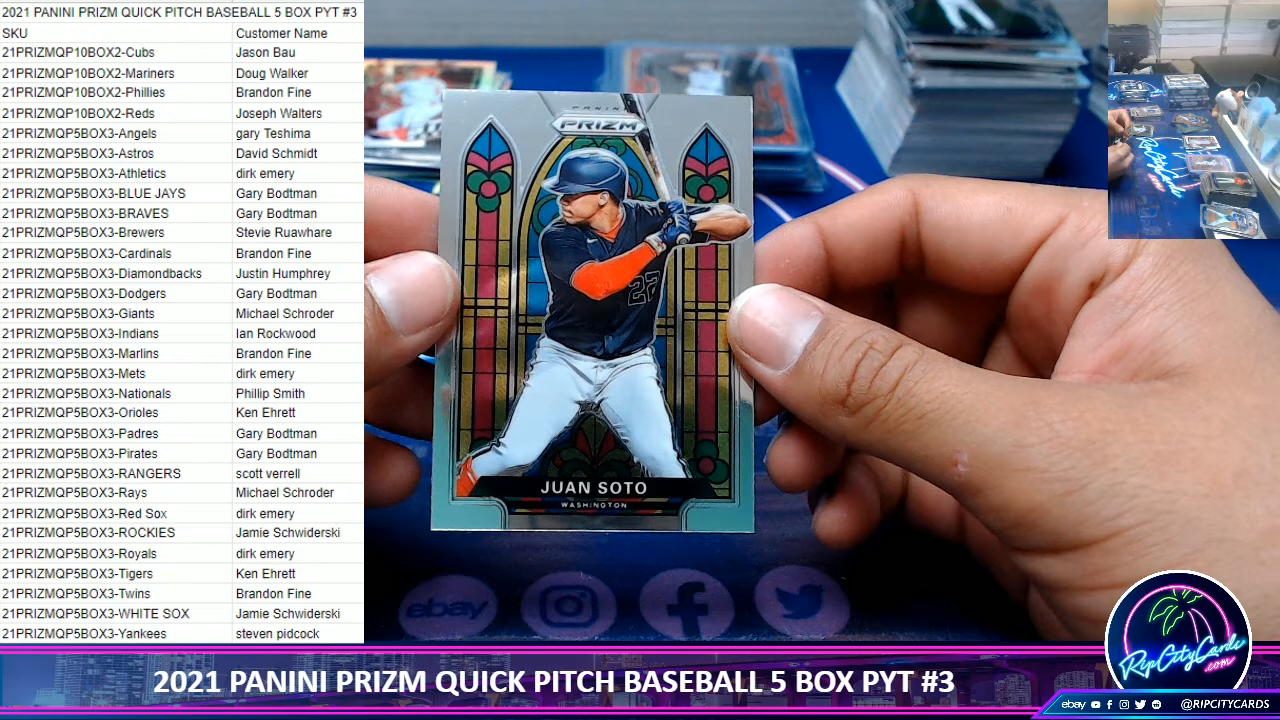 2021 PANINI PRIZM QUICK PITCH BASEBALL 5 BOX PYT #3
SKU Customer Name
21PRIZMQP10BOX2-Cubs Jason Bau
21PRIZMQP10BOX2-Mariners Doug Walker
21PRIZMQP10BOX2-Phillies Brandon Fine
21PRIZMQP10BOX2-Reds Joseph Walters
21PRIZMQP5BOX3-Angels gary Teshima
21PRIZMQP5BOX3-Astros David Schmidt
21PRIZMQP5BOX3-Athletics dirk emery
21PRIZMQP5BOX3-BLUE JAYS Gary Bodtman
21PRIZMQP5BOX3-BRAVES Gary Bodtman
21PRIZMQP5BOX3-Brewers Stevie Ruawhare
21PRIZMQP5BOX3-Cardinals Brandon Fine
21PRIZMQP5BOX3-Diamondbacks Justin Humphrey
21PRIZMQP5BOX3-Dodgers Gary Bodtman
21PRIZMQP5BOX3-Giants Michael Schroder
21PRIZMQP5BOX3-Indians Ian Rockwood
21PRIZMQP5BOX3-Marlins Brandon Fine
21PRIZMQP5BOX3-Mets dirk emery
21PRIZMQP5BOX3-Nationals Phillip Smith
21PRIZMQP5BOX3-Orioles Ken Ehrett
21PRIZMQP5BOX3-Padres Gary Bodtman
21PRIZMQP5BOX3-Pirates Gary Bodtman
21PRIZMQP5BOX3-RANGERS scott verrell
21PRIZMQP5BOX3-Rays Michael Schroder
21PRIZMQP5BOX3-Red Sox dirk emery
21PRIZMQP5BOX3-ROCKIES Jamie Schwiderski
21PRIZMQP5BOX3-Royals dirk emery
21PRIZMQP5BOX3-Tigers Ken Ehrett
21PRIZMQP5BOX3-Twins Brandon Fine
21PRIZMQP5BOX3-WHITE SOX Jamie Schwiderski
21PRIZMQP5BOX3-Yankees steven pidcock
PANINI
PRIZM
22
JUAN SOTO
WASHINGTON
ebay
RipCityCards
.com
RipCityCards
.com
2021 PANINI PRIZM QUICK PITCH BASEBALL 5 BOX PYT #3
ebay @RIPCITYCARDS